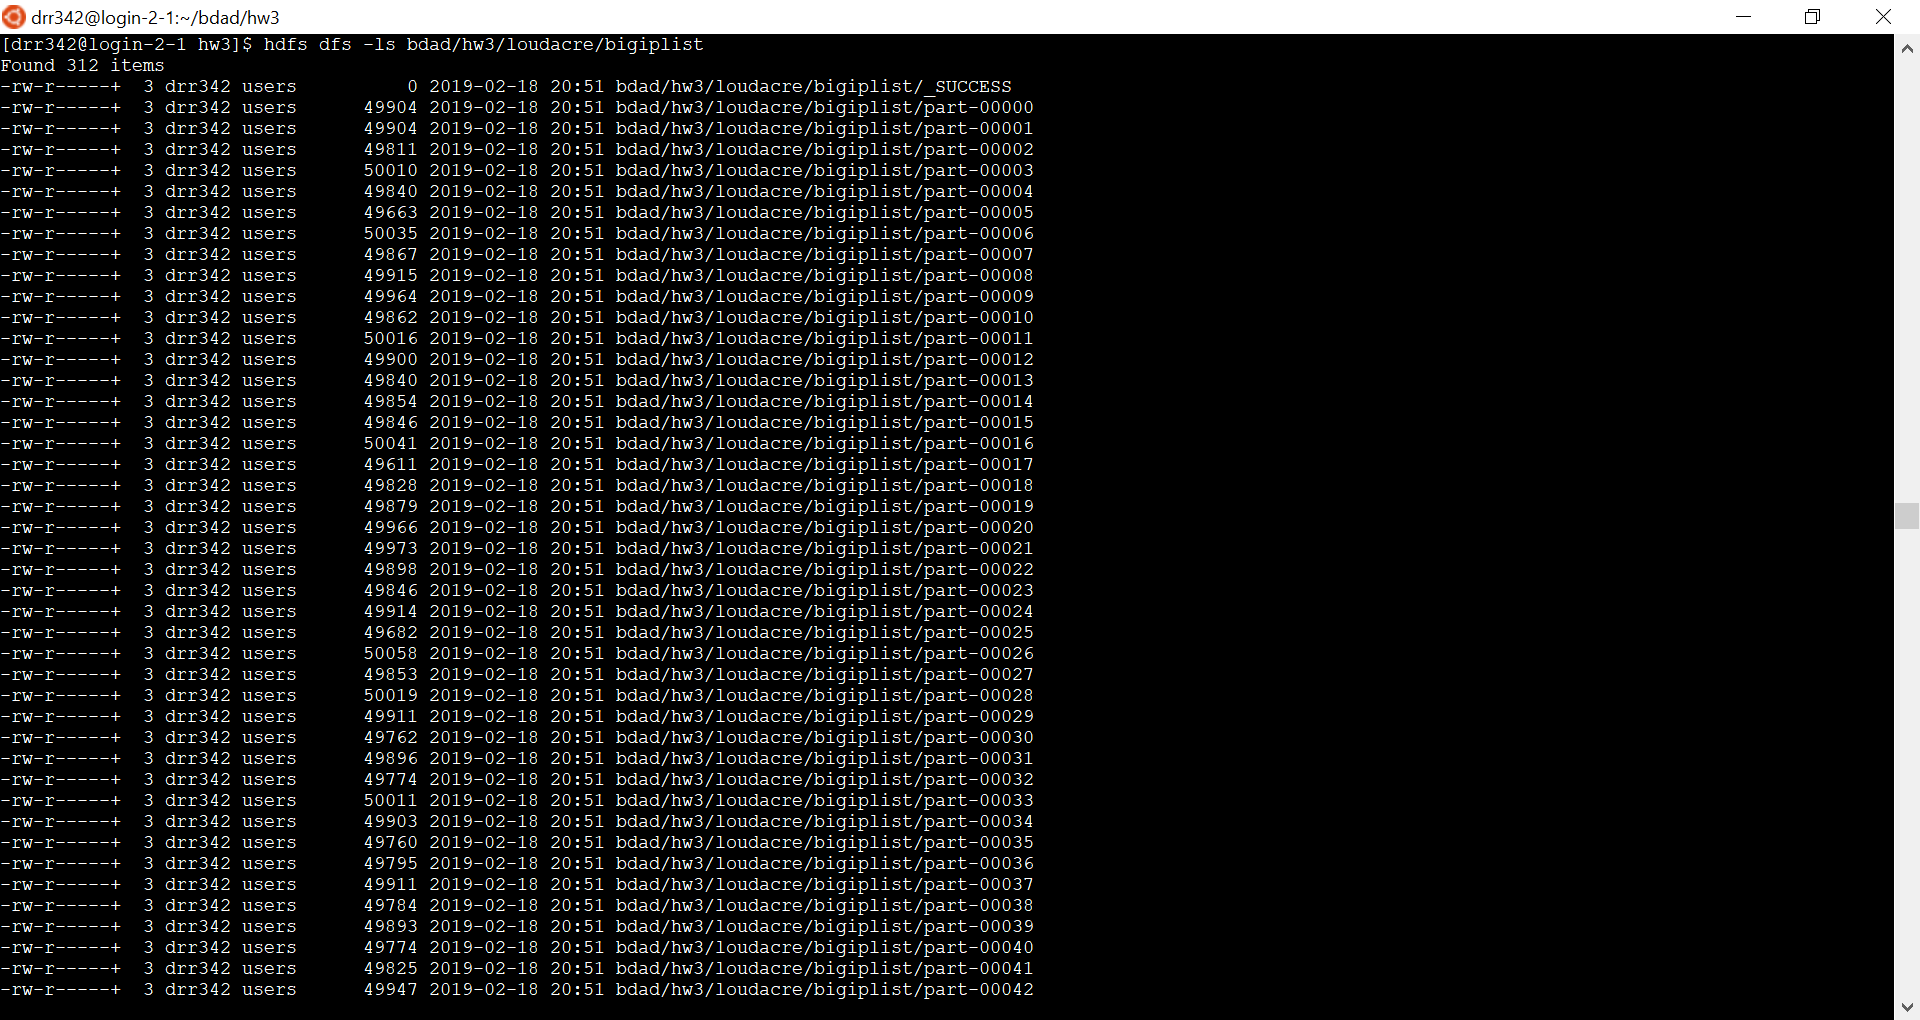 drr342@login-2-1:~/bdad/hw3
[drr342@login-2-1 hw3]$ hdfs dfs -ls bdad/hw3/loudacre/bigiplist
Found 312 items
-rw-r-----+  3 drr342 users          0 2019-02-18 20:51 bdad/hw3/loudacre/bigiplist/_SUCCESS
-rw-r-----+  3 drr342 users      49904 2019-02-18 20:51 bdad/hw3/loudacre/bigiplist/part-00000
-rw-r-----+  3 drr342 users      49904 2019-02-18 20:51 bdad/hw3/loudacre/bigiplist/part-00001
-rw-r-----+  3 drr342 users      49811 2019-02-18 20:51 bdad/hw3/loudacre/bigiplist/part-00002
-rw-r-----+  3 drr342 users      50010 2019-02-18 20:51 bdad/hw3/loudacre/bigiplist/part-00003
-rw-r-----+  3 drr342 users      49840 2019-02-18 20:51 bdad/hw3/loudacre/bigiplist/part-00004
-rw-r-----+  3 drr342 users      49663 2019-02-18 20:51 bdad/hw3/loudacre/bigiplist/part-00005
-rw-r-----+  3 drr342 users      50035 2019-02-18 20:51 bdad/hw3/loudacre/bigiplist/part-00006
-rw-r-----+  3 drr342 users      49867 2019-02-18 20:51 bdad/hw3/loudacre/bigiplist/part-00007
-rw-r-----+  3 drr342 users      49915 2019-02-18 20:51 bdad/hw3/loudacre/bigiplist/part-00008
-rw-r-----+  3 drr342 users      49964 2019-02-18 20:51 bdad/hw3/loudacre/bigiplist/part-00009
-rw-r-----+  3 drr342 users      49862 2019-02-18 20:51 bdad/hw3/loudacre/bigiplist/part-00010
-rw-r-----+  3 drr342 users      50016 2019-02-18 20:51 bdad/hw3/loudacre/bigiplist/part-00011
-rw-r-----+  3 drr342 users      49900 2019-02-18 20:51 bdad/hw3/loudacre/bigiplist/part-00012
-rw-r-----+  3 drr342 users      49840 2019-02-18 20:51 bdad/hw3/loudacre/bigiplist/part-00013
-rw-r-----+  3 drr342 users      49854 2019-02-18 20:51 bdad/hw3/loudacre/bigiplist/part-00014
-rw-r-----+  3 drr342 users      49846 2019-02-18 20:51 bdad/hw3/loudacre/bigiplist/part-00015
-rw-r-----+  3 drr342 users      50041 2019-02-18 20:51 bdad/hw3/loudacre/bigiplist/part-00016
-rw-r-----+  3 drr342 users      49611 2019-02-18 20:51 bdad/hw3/loudacre/bigiplist/part-00017
-rw-r-----+  3 drr342 users      49828 2019-02-18 20:51 bdad/hw3/loudacre/bigiplist/part-00018
-rw-r-----+  3 drr342 users      49879 2019-02-18 20:51 bdad/hw3/loudacre/bigiplist/part-00019
-rw-r-----+  3 drr342 users      49966 2019-02-18 20:51 bdad/hw3/loudacre/bigiplist/part-00020
-rw-r-----+  3 drr342 users      49973 2019-02-18 20:51 bdad/hw3/loudacre/bigiplist/part-00021
-rw-r-----+  3 drr342 users      49898 2019-02-18 20:51 bdad/hw3/loudacre/bigiplist/part-00022
-rw-r-----+  3 drr342 users      49846 2019-02-18 20:51 bdad/hw3/loudacre/bigiplist/part-00023
-rw-r-----+  3 drr342 users      49914 2019-02-18 20:51 bdad/hw3/loudacre/bigiplist/part-00024
-rw-r-----+  3 drr342 users      49682 2019-02-18 20:51 bdad/hw3/loudacre/bigiplist/part-00025
-rw-r-----+  3 drr342 users      50058 2019-02-18 20:51 bdad/hw3/loudacre/bigiplist/part-00026
-rw-r-----+  3 drr342 users      49853 2019-02-18 20:51 bdad/hw3/loudacre/bigiplist/part-00027
-rw-r-----+  3 drr342 users      50019 2019-02-18 20:51 bdad/hw3/loudacre/bigiplist/part-00028
-rw-r-----+  3 drr342 users      49911 2019-02-18 20:51 bdad/hw3/loudacre/bigiplist/part-00029
-rw-r-----+  3 drr342 users      49762 2019-02-18 20:51 bdad/hw3/loudacre/bigiplist/part-00030
-rw-r-----+  3 drr342 users      49896 2019-02-18 20:51 bdad/hw3/loudacre/bigiplist/part-00031
-rw-r-----+  3 drr342 users      49774 2019-02-18 20:51 bdad/hw3/loudacre/bigiplist/part-00032
-rw-r-----+  3 drr342 users      50011 2019-02-18 20:51 bdad/hw3/loudacre/bigiplist/part-00033
-rw-r-----+  3 drr342 users      49903 2019-02-18 20:51 bdad/hw3/loudacre/bigiplist/part-00034
-rw-r-----+  3 drr342 users      49760 2019-02-18 20:51 bdad/hw3/loudacre/bigiplist/part-00035
-rw-r-----+  3 drr342 users      49795 2019-02-18 20:51 bdad/hw3/loudacre/bigiplist/part-00036
-rw-r-----+  3 drr342 users      49911 2019-02-18 20:51 bdad/hw3/loudacre/bigiplist/part-00037
-rw-r-----+  3 drr342 users      49784 2019-02-18 20:51 bdad/hw3/loudacre/bigiplist/part-00038
-rw-r-----+  3 drr342 users      49893 2019-02-18 20:51 bdad/hw3/loudacre/bigiplist/part-00039
-rw-r-----+  3 drr342 users      49774 2019-02-18 20:51 bdad/hw3/loudacre/bigiplist/part-00040
-rw-r-----+  3 drr342 users      49825 2019-02-18 20:51 bdad/hw3/loudacre/bigiplist/part-00041
-rw-r-----+  3 drr342 users      49947 2019-02-18 20:51 bdad/hw3/loudacre/bigiplist/part-00042